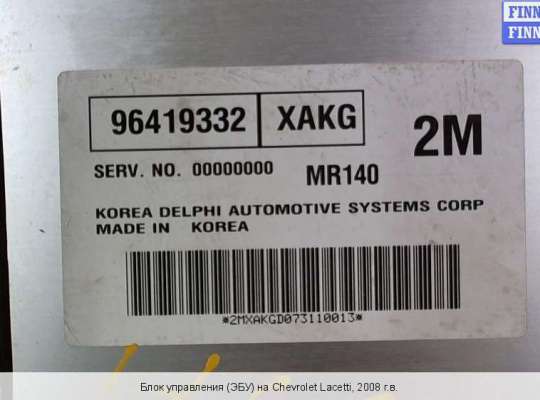 FINN
FINN
96419332 XAKG 2M
SERV. NO. 00000000 MR140
KOREA DELPHI AUTOMOTIVE SYSTEMS CORP
MADE IN KOREA
*2MXAKGD073110013*
Блок управления (ЭБУ) на Chevrolet Lacetti, 2008 г.в.